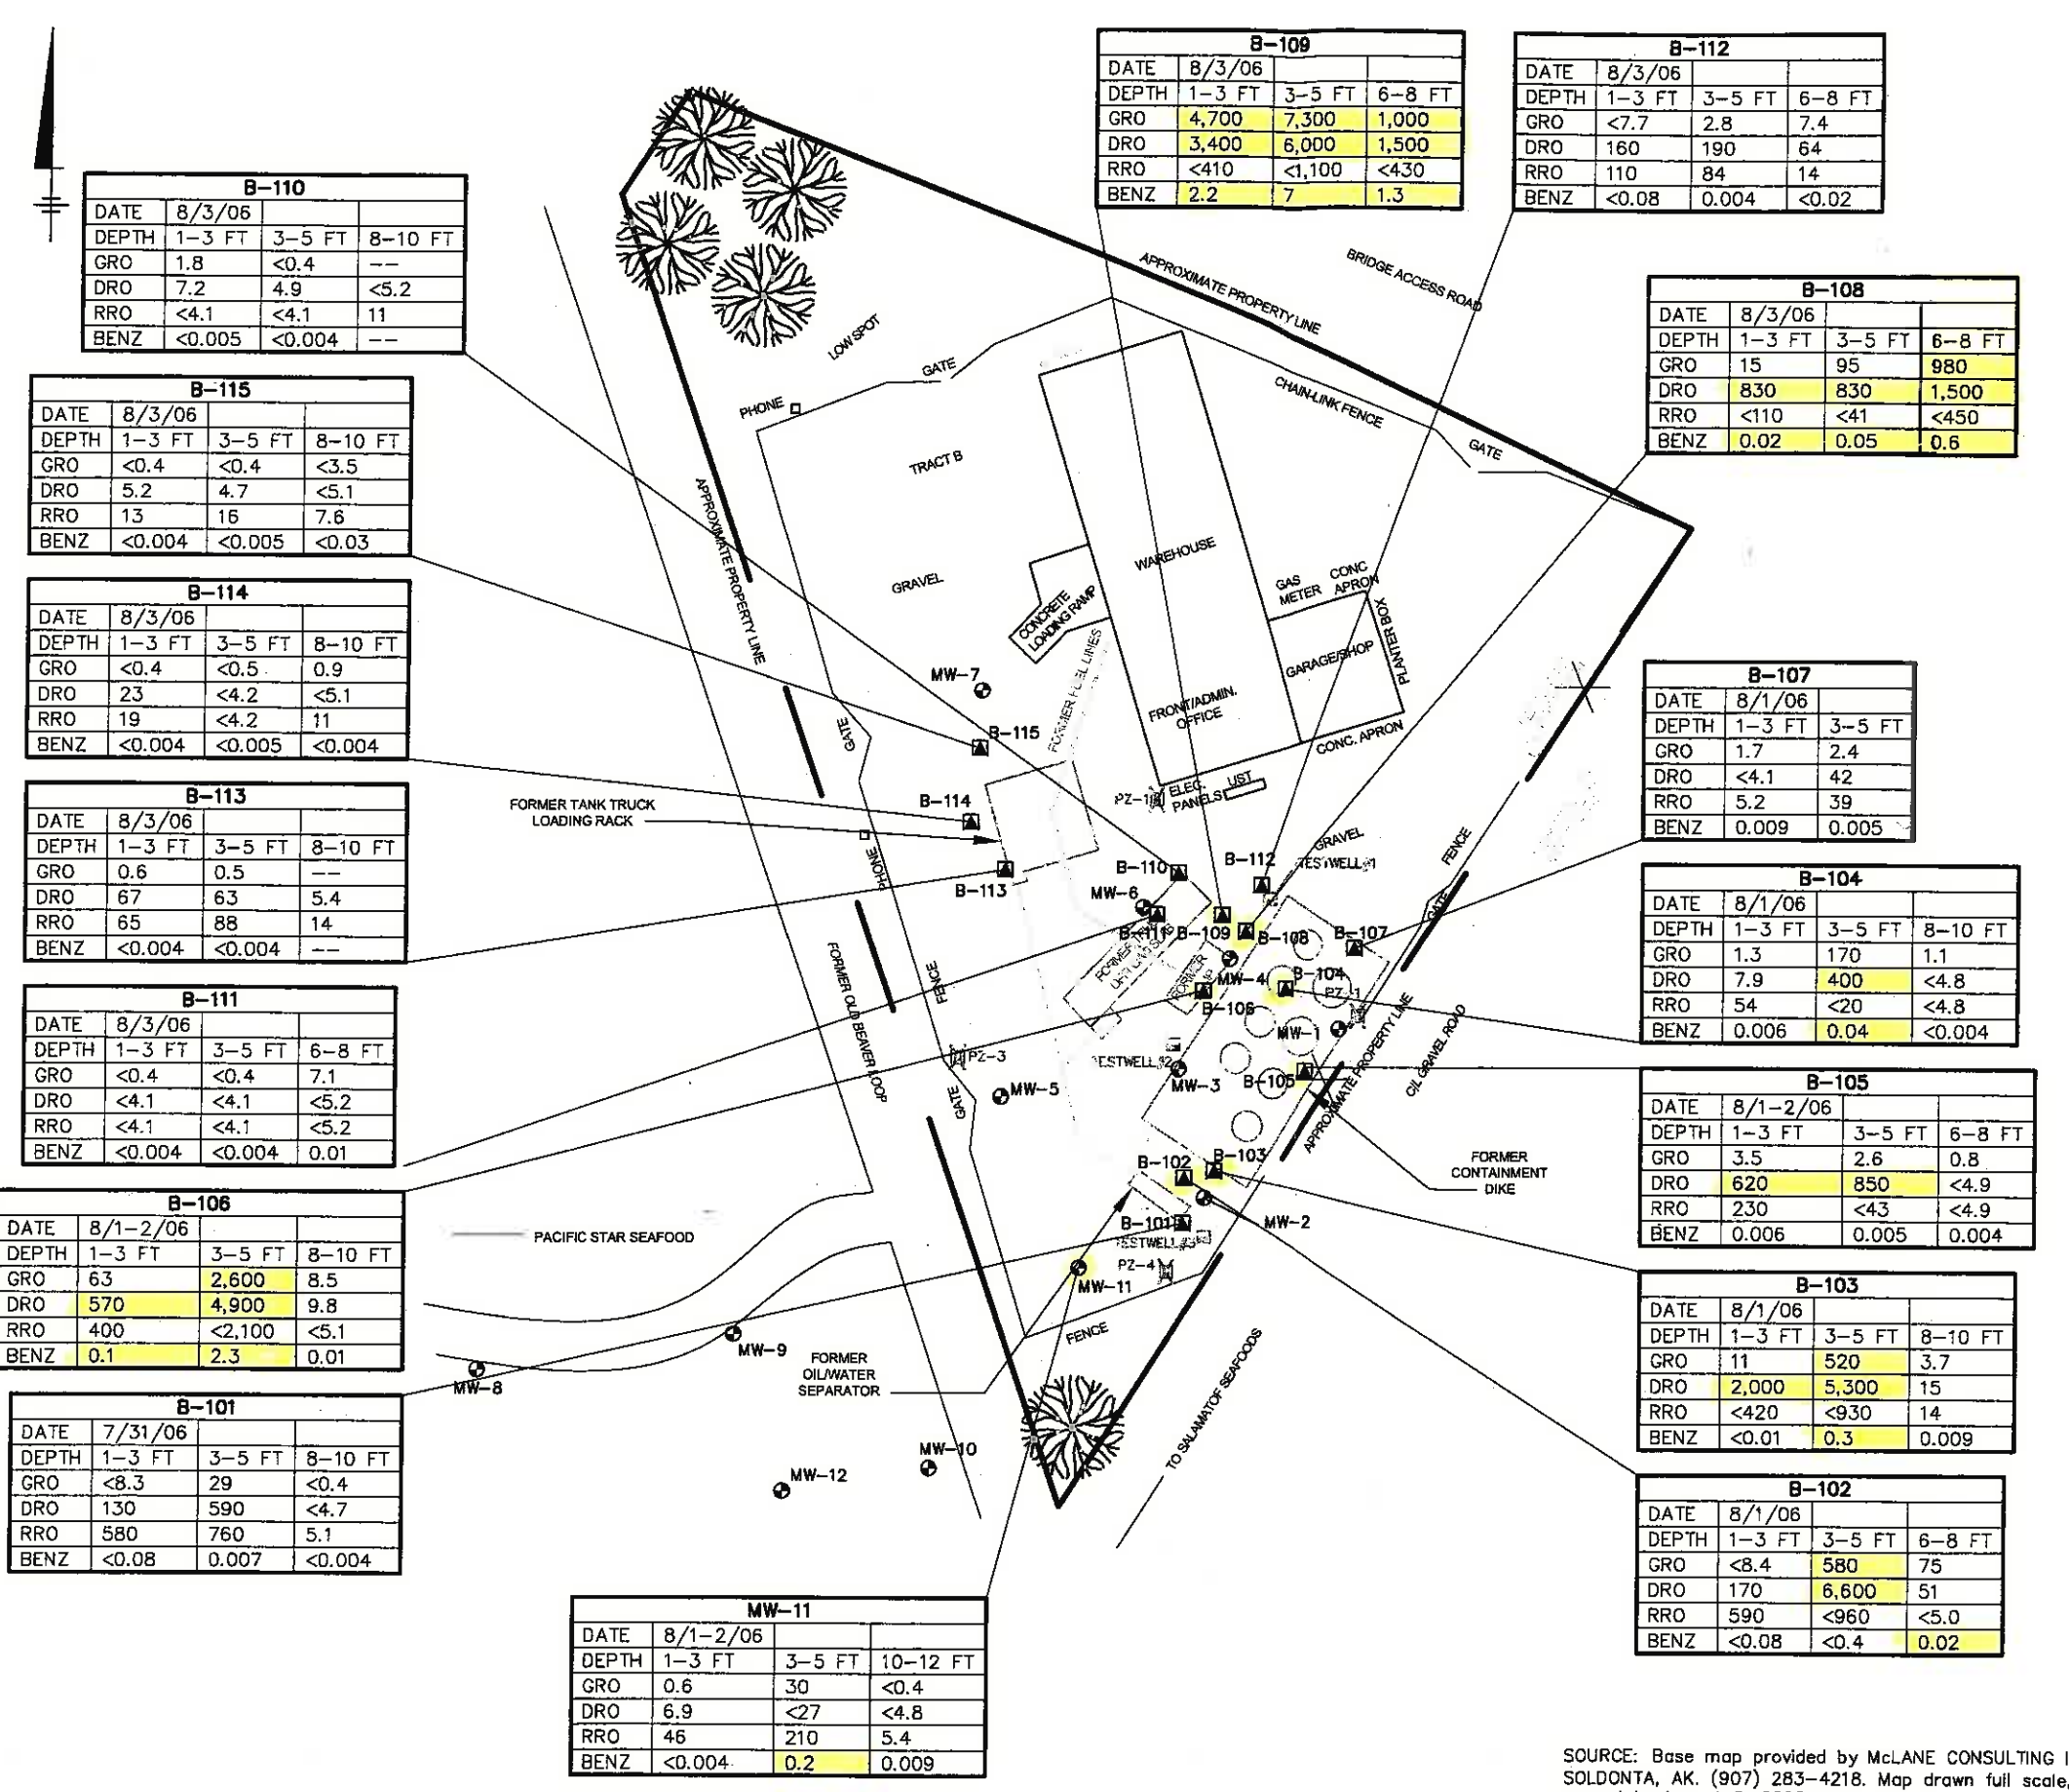 B-109
DATE 8/3/06
DEPTH 1-3 FT 3-5 FT 6-8 FT
GRO 4,700 7,300 1,000
DRO 3,400 6,000 1,500
RRO <410 <1,100 <430
BENZ 2.2 7 1.3
B-112
DATE 8/3/06
DEPTH 1-3 FT 3-5 FT 6-8 FT
GRO <7.7 2.8 7.4
DRO 160 190 64
RRO 110 84 14
BENZ <0.08 0.004 <0.02
B-110
DATE 8/3/06
DEPTH 1-3 FT 3-5 FT 8-10 FT
GRO 1.8 <0.4 --
DRO 7.2 4.9 <5.2
RRO <4.1 <4.1 11
BENZ <0.005 <0.004 --
B-108
DATE 8/3/06
DEPTH 1-3 FT 3-5 FT 6-8 FT
GRO 15 95 980
DRO 830 830 1,500
RRO <110 <41 <450
BENZ 0.02 0.05 0.6
B-115
DATE 8/3/06
DEPTH 1-3 FT 3-5 FT 8-10 FT
GRO <0.4 <0.4 <3.5
DRO 5.2 4.7 <5.1
RRO 13 16 7.6
BENZ <0.004 <0.005 <0.03
B-114
DATE 8/3/06
DEPTH 1-3 FT 3-5 FT 8-10 FT
GRO <0.4 <0.5 0.9
DRO 23 <4.2 <5.1
RRO 19 <4.2 11
BENZ <0.004 <0.005 <0.004
B-107
DATE 8/1/06
DEPTH 1-3 FT 3-5 FT
GRO 1.7 2.4
DRO <4.1 42
RRO 5.2 39
BENZ 0.009 0.005
B-113
DATE 8/3/06
DEPTH 1-3 FT 3-5 FT 8-10 FT
GRO 0.6 0.5 --
DRO 67 63 5.4
RRO 65 88 14
BENZ <0.004 <0.004 --
B-104
DATE 8/1/06
DEPTH 1-3 FT 3-5 FT 8-10 FT
GRO 1.3 170 1.1
DRO 7.9 400 <4.8
RRO 54 <20 <4.8
BENZ 0.006 0.04 <0.004
B-111
DATE 8/3/06
DEPTH 1-3 FT 3-5 FT 6-8 FT
GRO <0.4 <0.4 7.1
DRO <4.1 <4.1 <5.2
RRO <4.1 <4.1 <5.2
BENZ <0.004 <0.004 0.01
B-105
DATE 8/1-2/06
DEPTH 1-3 FT 3-5 FT 6-8 FT
GRO 3.5 2.6 0.8
DRO 620 850 <4.9
RRO 230 <43 <4.9
BENZ 0.006 0.005 0.004
B-106
DATE 8/1-2/06
DEPTH 1-3 FT 3-5 FT 8-10 FT
GRO 63 2,600 8.5
DRO 570 4,900 9.8
RRO 400 <2,100 <5.1
BENZ 0.1 2.3 0.01
B-103
DATE 8/1/06
DEPTH 1-3 FT 3-5 FT 8-10 FT
GRO 11 520 3.7
DRO 2,000 5,300 15
RRO <420 <930 14
BENZ <0.01 0.3 0.009
B-101
DATE 7/31/06
DEPTH 1-3 FT 3-5 FT 8-10 FT
GRO <8.3 29 <0.4
DRO 130 590 <4.7
RRO 580 760 5.1
BENZ <0.08 0.007 <0.004
B-102
DATE 8/1/06
DEPTH 1-3 FT 3-5 FT 6-8 FT
GRO <8.4 580 75
DRO 170 6,600 51
RRO 590 <960 <5.0
BENZ <0.08 <0.4 0.02
MW-11
DATE 8/1-2/06
DEPTH 1-3 FT 3-5 FT 10-12 FT
GRO 0.6 30 <0.4
DRO 6.9 <27 <4.8
RRO 46 210 5.4
BENZ <0.004 0.2 0.009
APPROXIMATE PROPERTY LINE
BRIDGE ACCESS ROAD
LOW SPOT
GATE
PHONE
CHAIN-LINK FENCE
GATE
TRACT B
APPROXIMATE PROPERTY LINE
WAREHOUSE
GRAVEL
CONCRETE
LOADING RAMP
GAS
METER
CONC
APRON
PLANTER BOX
GARAGE/SHOP
FORMER FUEL LINES
MW-7
FRONT/ADMIN.
OFFICE
CONC. APRON
GATE
B-115
ELEC.
PANELS
UST
B-114
FORMER TANK TRUCK
LOADING RACK
PHONE
B-113
GRAVEL
FENCE
B-110
B-112
TESTWELL #1
MW-6
B-111
B-109
B-108
B-107
GATE
FORMER OLD BEAVER LOOP
FENCE
FORMER
MW-4
B-104
B-106
MW-1
APPROXIMATE PROPERTY LINE
C/L GRAVEL ROAD
PZ-3
TESTWELL #2
MW-3
B-105
MW-5
GATE
FORMER
CONTAINMENT
DIKE
B-102
B-103
MW-2
B-101
TESTWELL #3
PZ-4
MW-11
PACIFIC STAR SEAFOOD
FENCE
MW-9
MW-8
FORMER
OIL/WATER
SEPARATOR
TO SALAMATOF SEAFOODS
MW-10
MW-12
SOURCE: Base map provided by McLANE CONSULTING
SOLDONTA, AK. (907) 283-4218. Map drawn full scale,